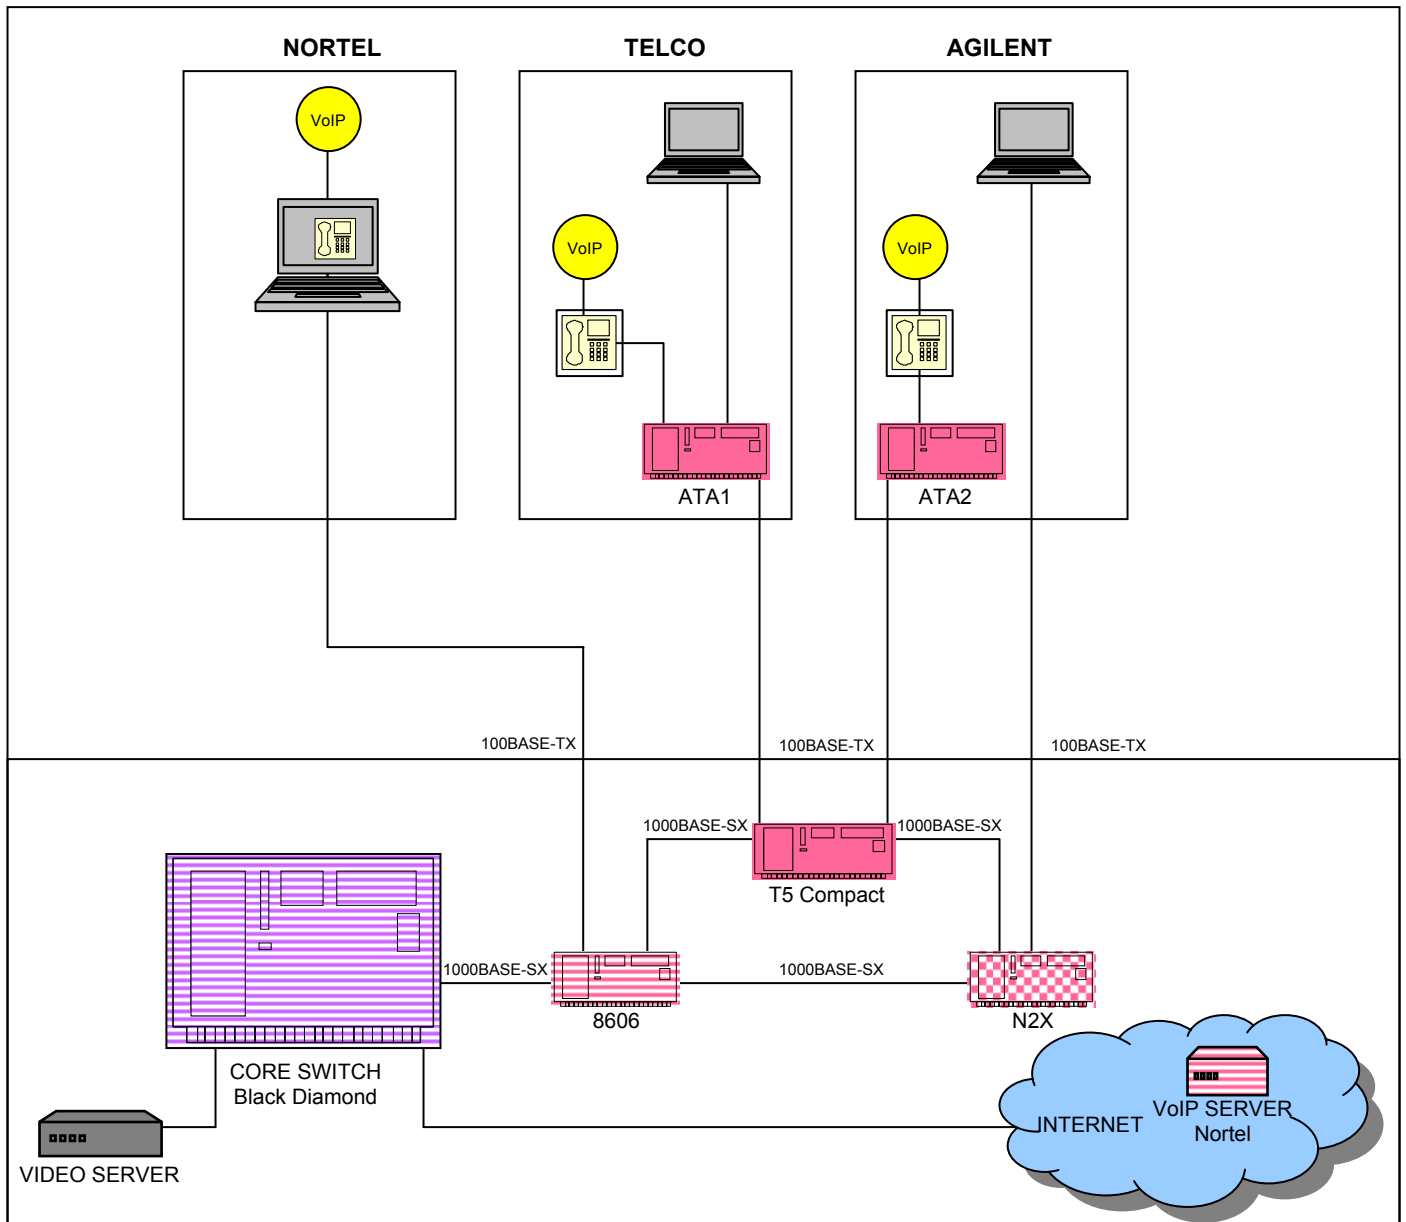 NORTEL
TELCO
AGILENT
VoIP
VoIP
VoIP
ATA1
ATA2
100BASE-TX
100BASE-TX
100BASE-TX
1000BASE-SX
1000BASE-SX
T5 Compact
1000BASE-SX
1000BASE-SX
8606
N2X
CORE SWITCH
Black Diamond
VIDEO SERVER
INTERNET
VoIP SERVER
Nortel